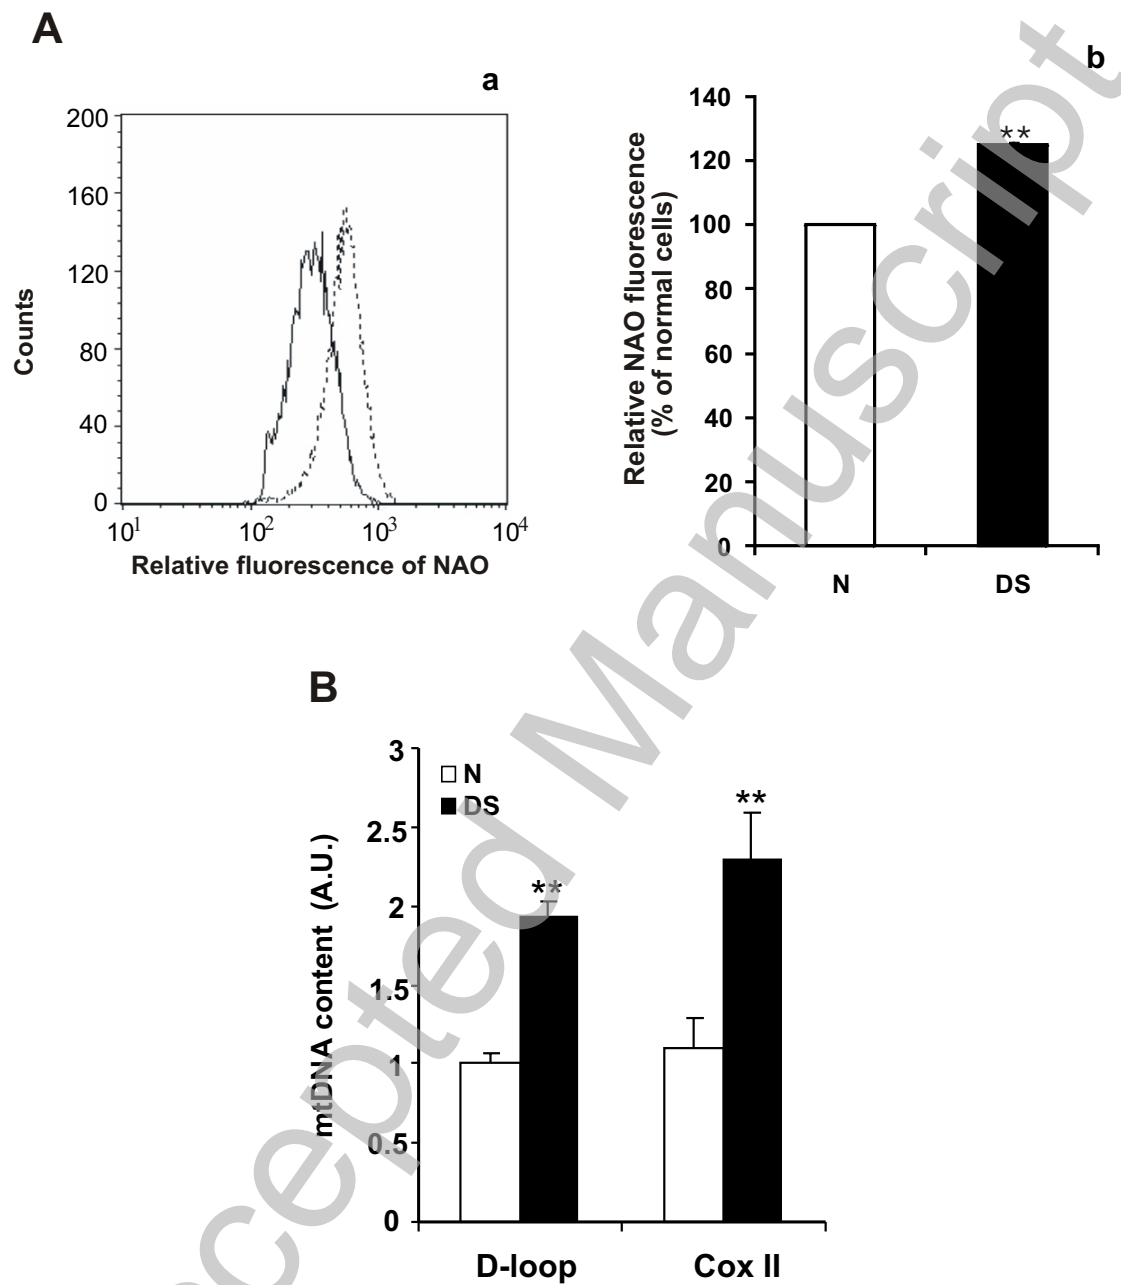 A
a
200
160
120
80
40
0
Counts
10¹ 10² 10³ 10⁴
Relative fluorescence of NAO
b
140
120
100
80
60
40
20
0
Relative NAO fluorescence
(% of normal cells)
**
N DS
B
3
2.5
2
1.5
1
0.5
0
mtDNA content (A.U.)
N
DS
**
**
D-loop Cox II
cepted Manuscript